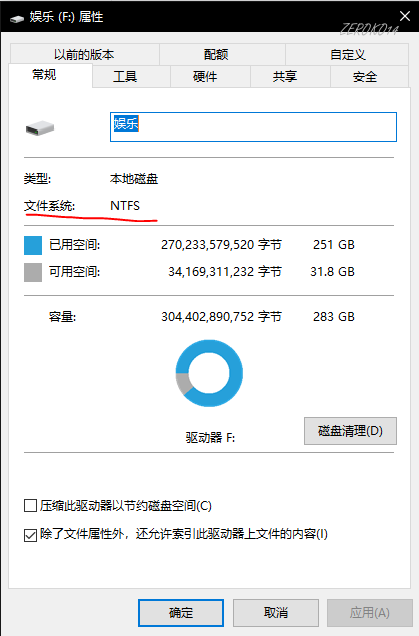 娱乐 (F:) 属性
ZEROKO14
以前的版本 配额 自定义
常规 工具 硬件 共享 安全
娱乐
类型: 本地磁盘
文件系统: NTFS
已用空间: 270,233,579,520 字节 251 GB
可用空间: 34,169,311,232 字节 31.8 GB
容量: 304,402,890,752 字节 283 GB
驱动器 F: 磁盘清理(D)
压缩此驱动器以节约磁盘空间(C)
除了文件属性外，还允许索引此驱动器上文件的内容(I)
确定 取消 应用(A)